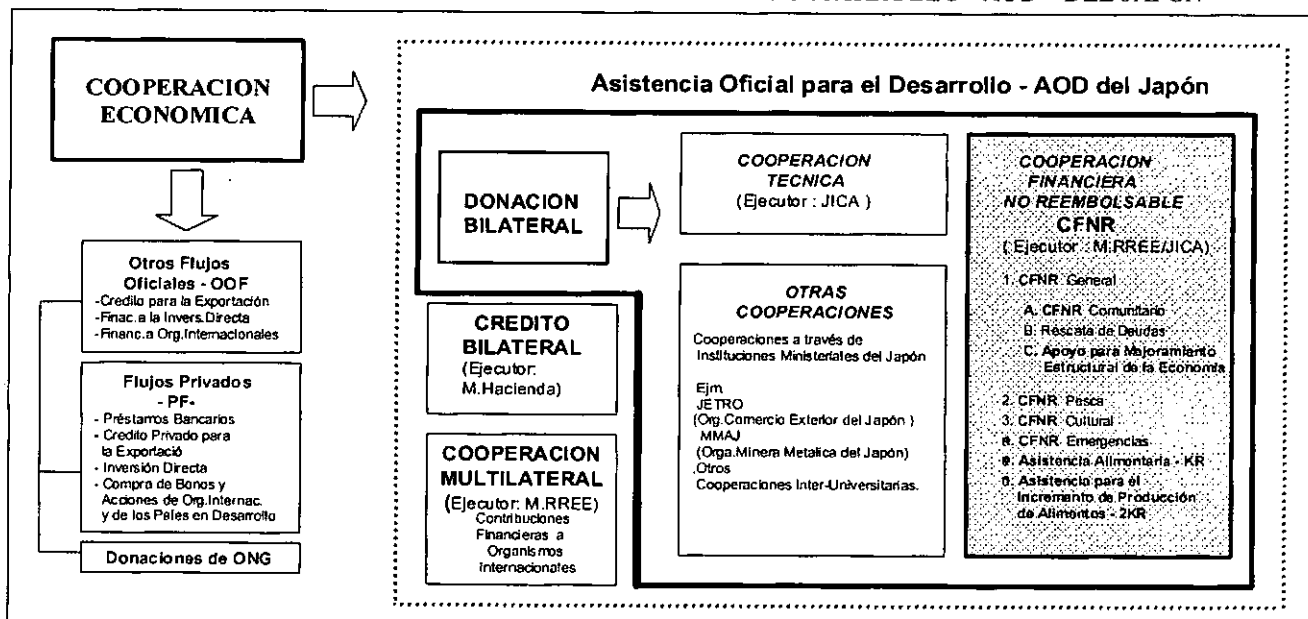 COOPERACION
ECONOMICA
Otros Flujos
Oficiales - OOF
-Credito para la Exportación
-Finac.a la Invers.Directa
-Financ.a Org.Internacionales
Flujos Privados
- PF-
- Préstamos Bancarios
- Credito Privado para
la Exportació
- Inversión Directa
- Compra de Bonos y
Acciones de Org.Internac.
y de los Países en Desarrollo
Donaciones de ONG
Asistencia Oficial para el Desarrollo - AOD del Japón
DONACION
BILATERAL
CREDITO
BILATERAL
(Ejecutor:
M.Hacienda)
COOPERACION
MULTILATERAL
(Ejecutor: M.RREE)
Contribuciones
Financieras a
Organismos
Internacionales
COOPERACION
TECNICA
(Ejecutor : JICA )
OTRAS
COOPERACIONES
Cooperaciones a través de
Instituciones Ministeriales del Japón
Ejm
JETRO
(Org.Comercio Exterior del Japón )
MMAJ
(Orga.Minera Metalica del Japón)
.Otros
Cooperaciones Inter-Universitarias.
COOPERACION
FINANCIERA
NO REEMBOLSABLE
CFNR
( Ejecutor : M.RREE/JICA)
1. CFNR General
A. CFNR Comunitario
B. Rescate de Deudas
C. Apoyo para Mejoramiento
Estructural de la Economía
2. CFNR Pesca
3. CFNR Cultural
CFNR Emergencias
Asistencia Alimentaria - KR
Asistencia para el
Incremento de Producción
de Alimentos - 2KR